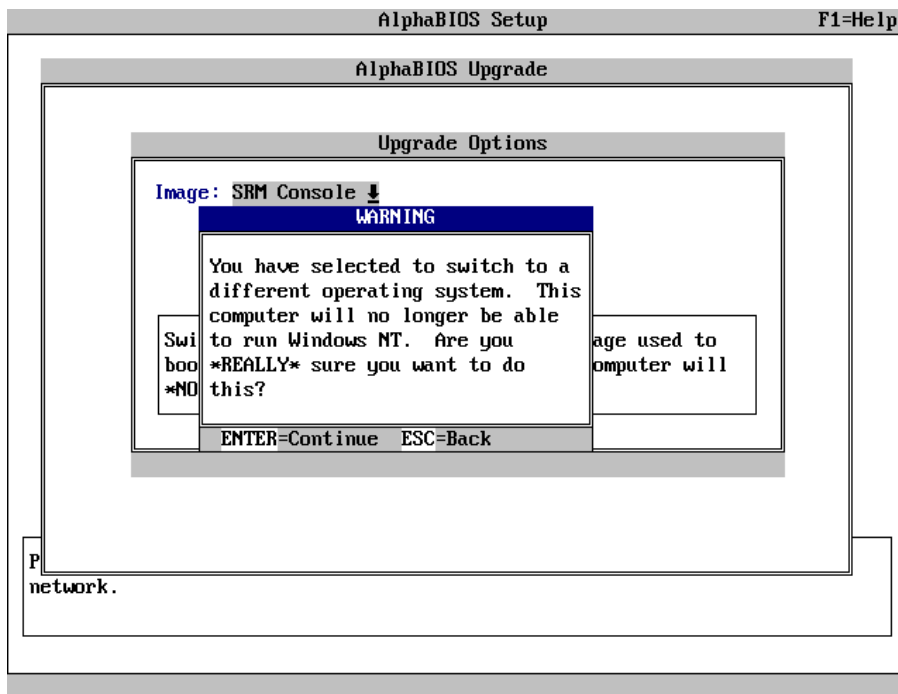 AlphaBIOS Setup F1=Help
AlphaBIOS Upgrade
Upgrade Options
Image: SRM Console
WARNING
You have selected to switch to a
different operating system. This
computer will no longer be able
to run Windows NT. Are you
*REALLY* sure you want to do
this?
Swi age used to
boo omputer will
*NO
ENTER=Continue ESC=Back
P
network.